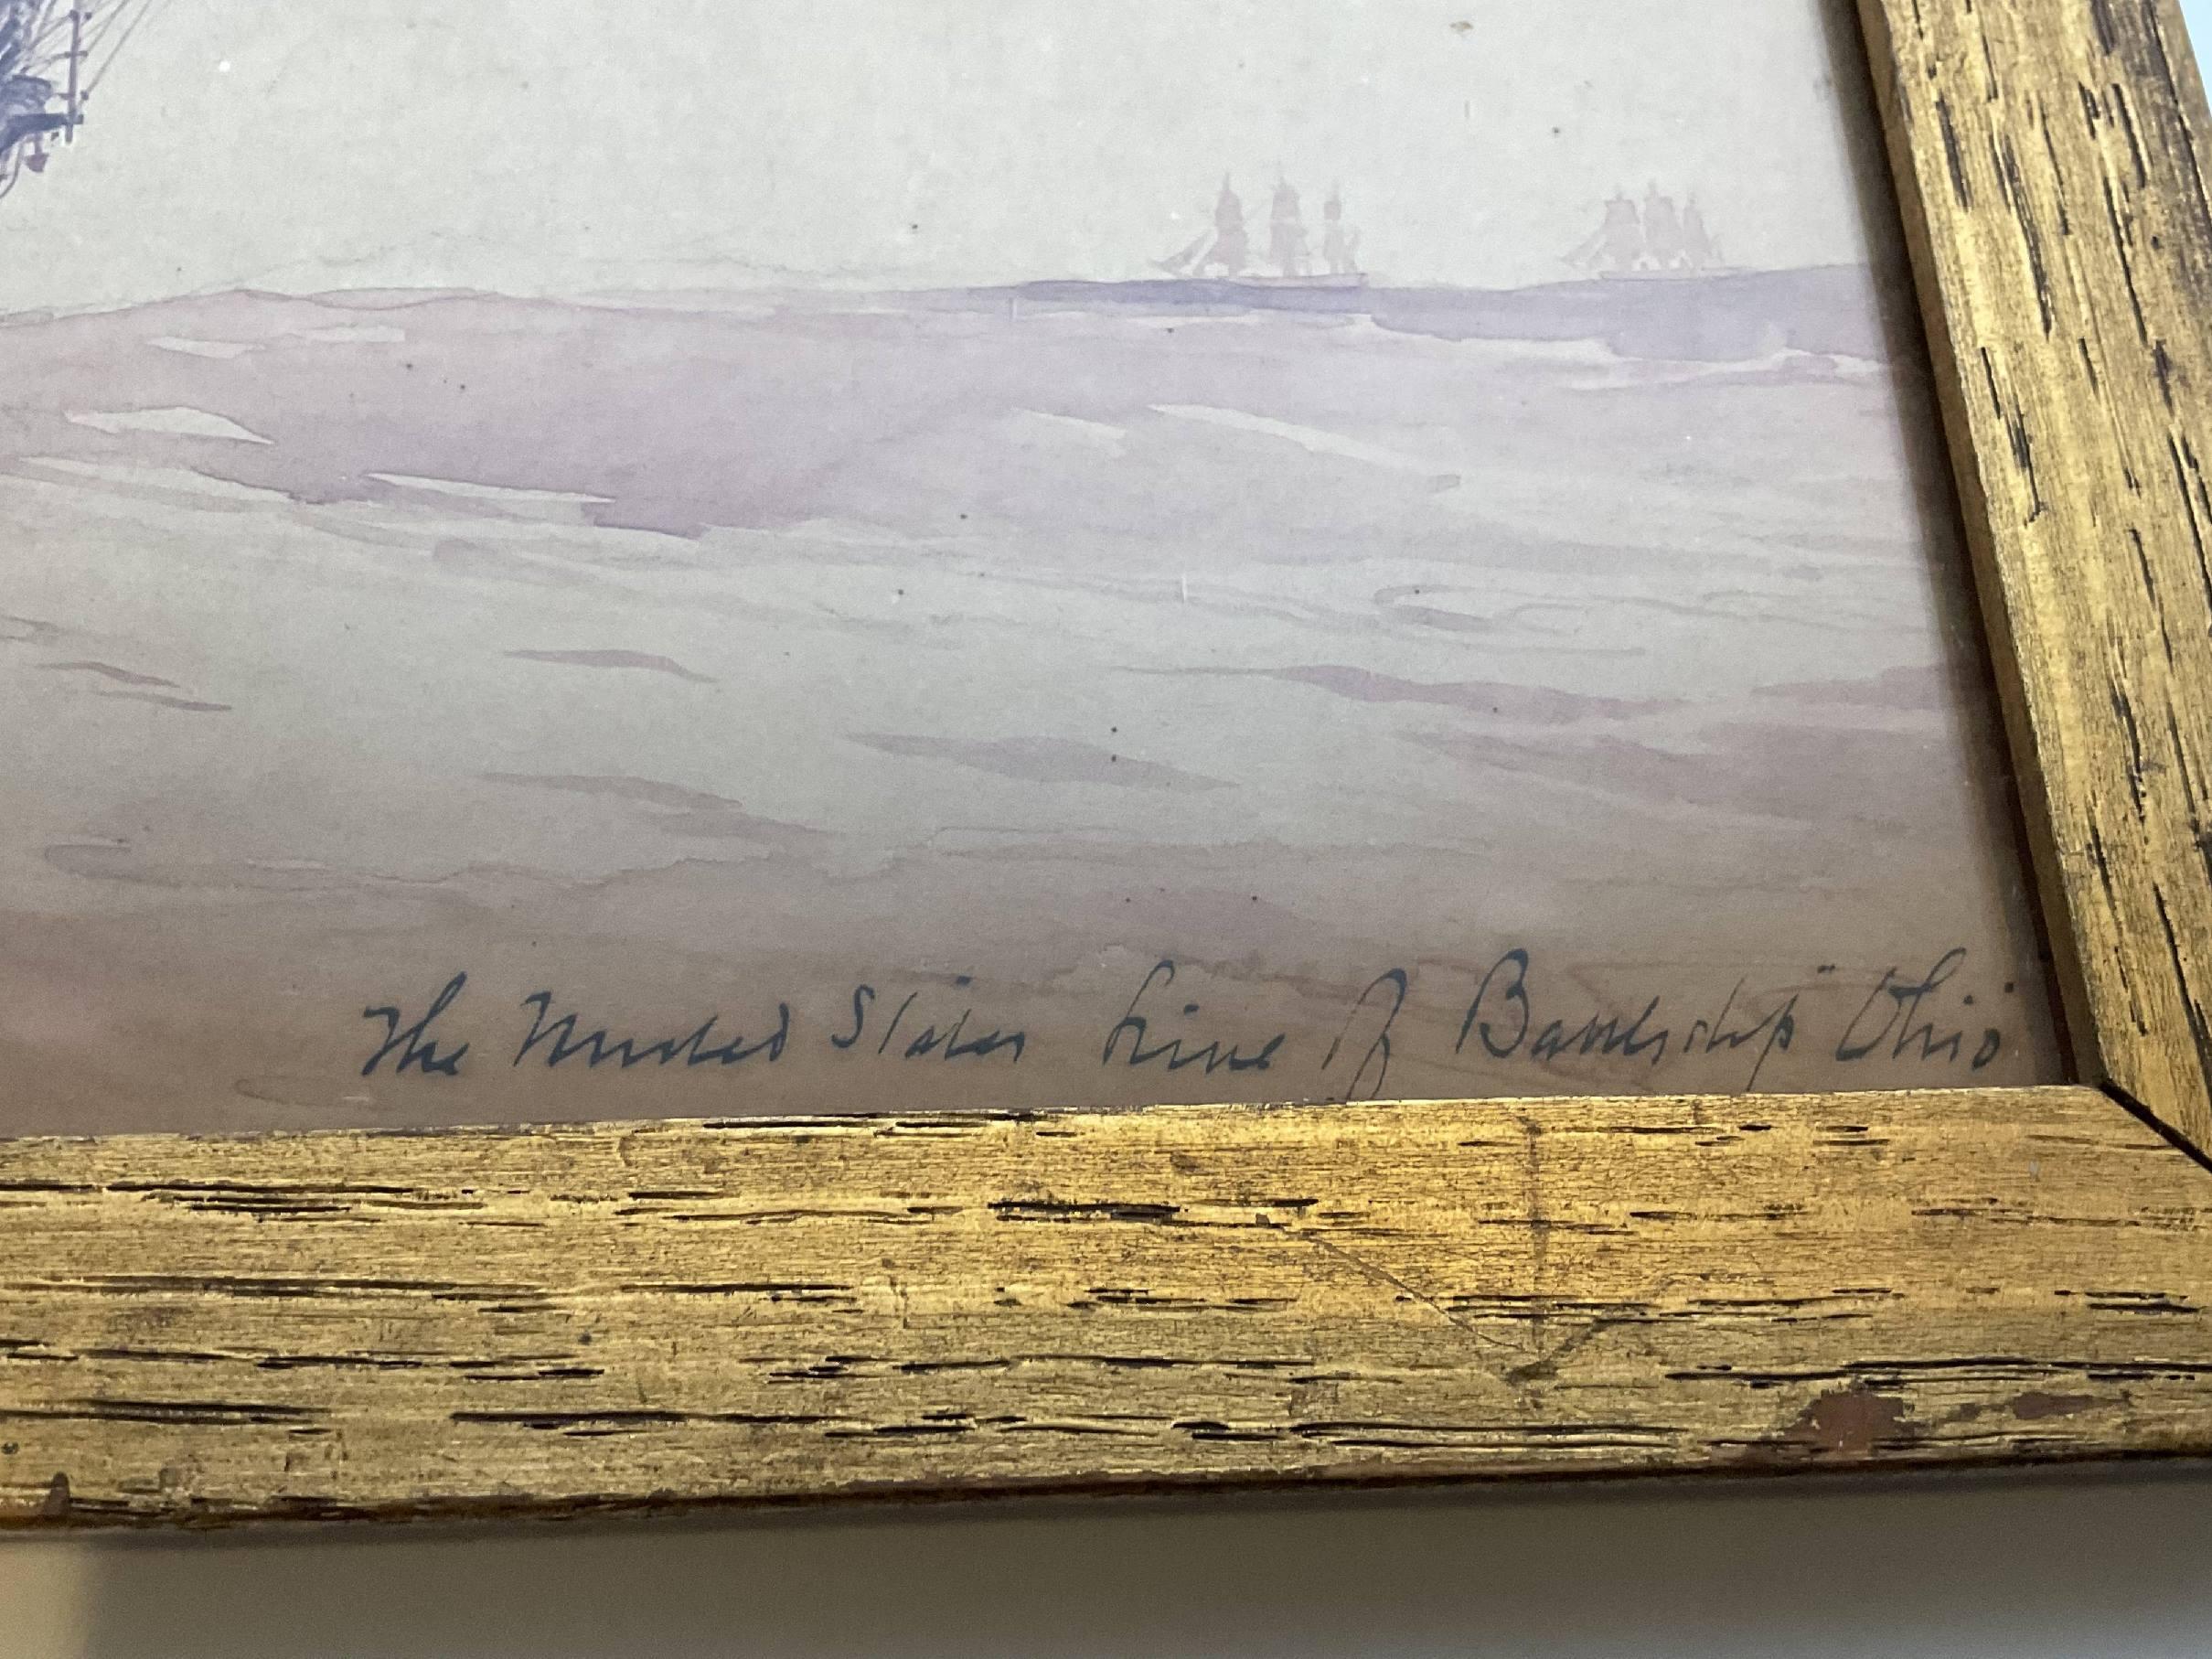 The United States Line Of Battleship "Ohio"